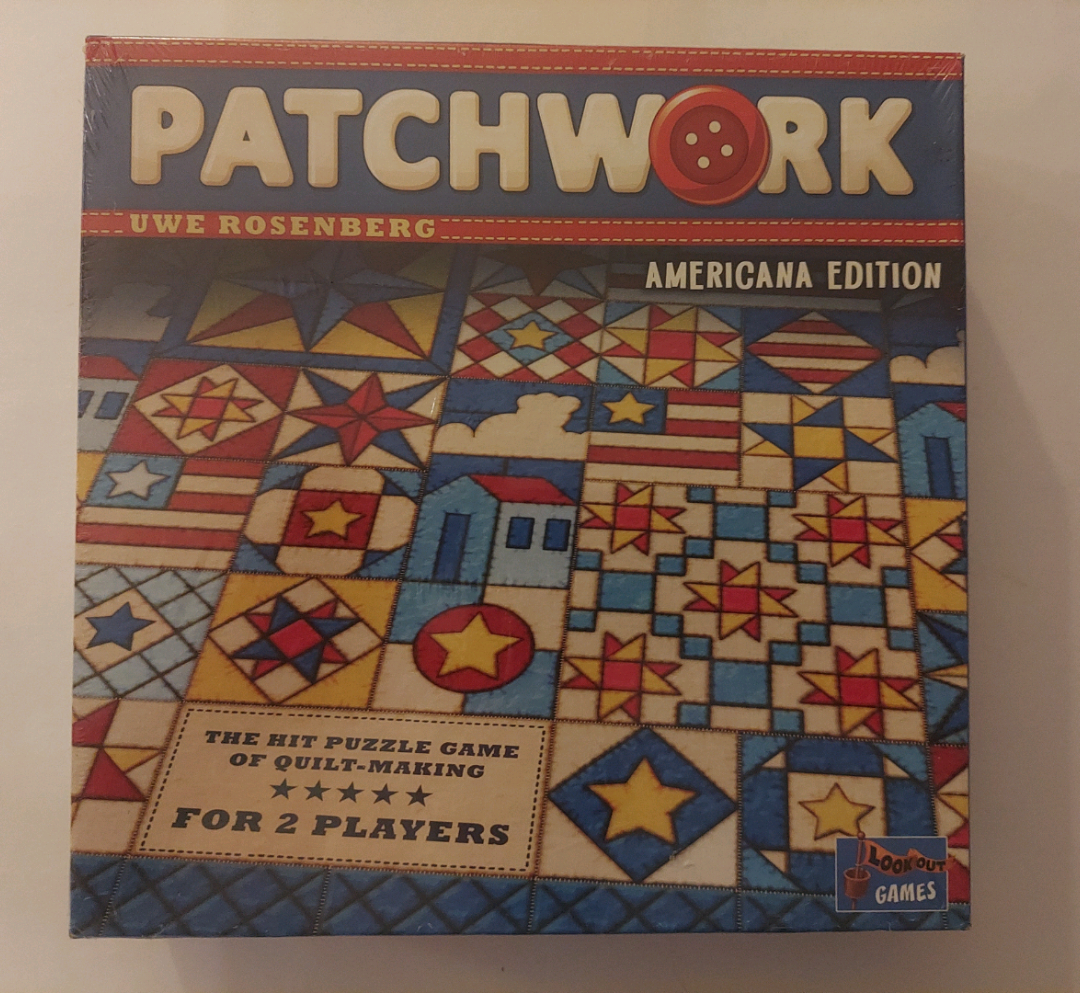 PATCHWORK
UWE ROSENBERG
AMERICANA EDITION
THE HIT PUZZLE GAME
OF QUILT-MAKING
FOR 2 PLAYERS
LOOKOUT
GAMES